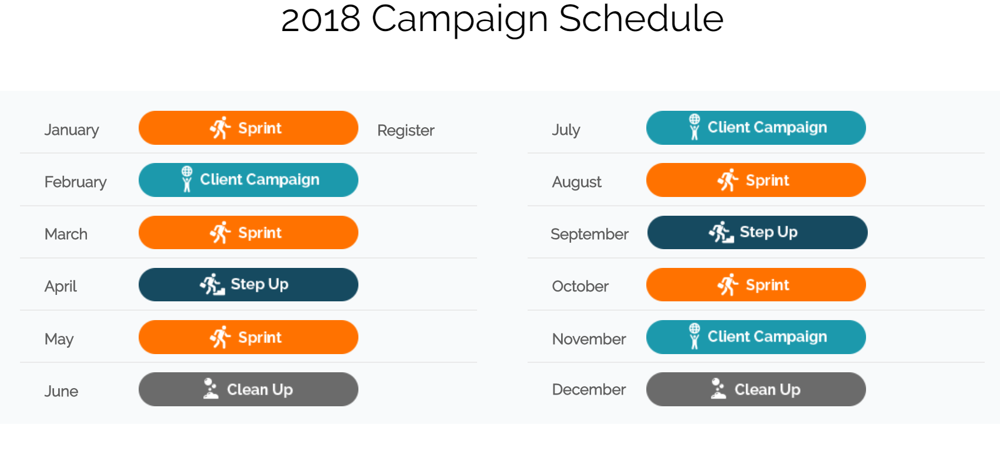 2018 Campaign Schedule
January Sprint Register
February Client Campaign
March Sprint
April Step Up
May Sprint
June Clean Up
July Client Campaign
August Sprint
September Step Up
October Sprint
November Client Campaign
December Clean Up